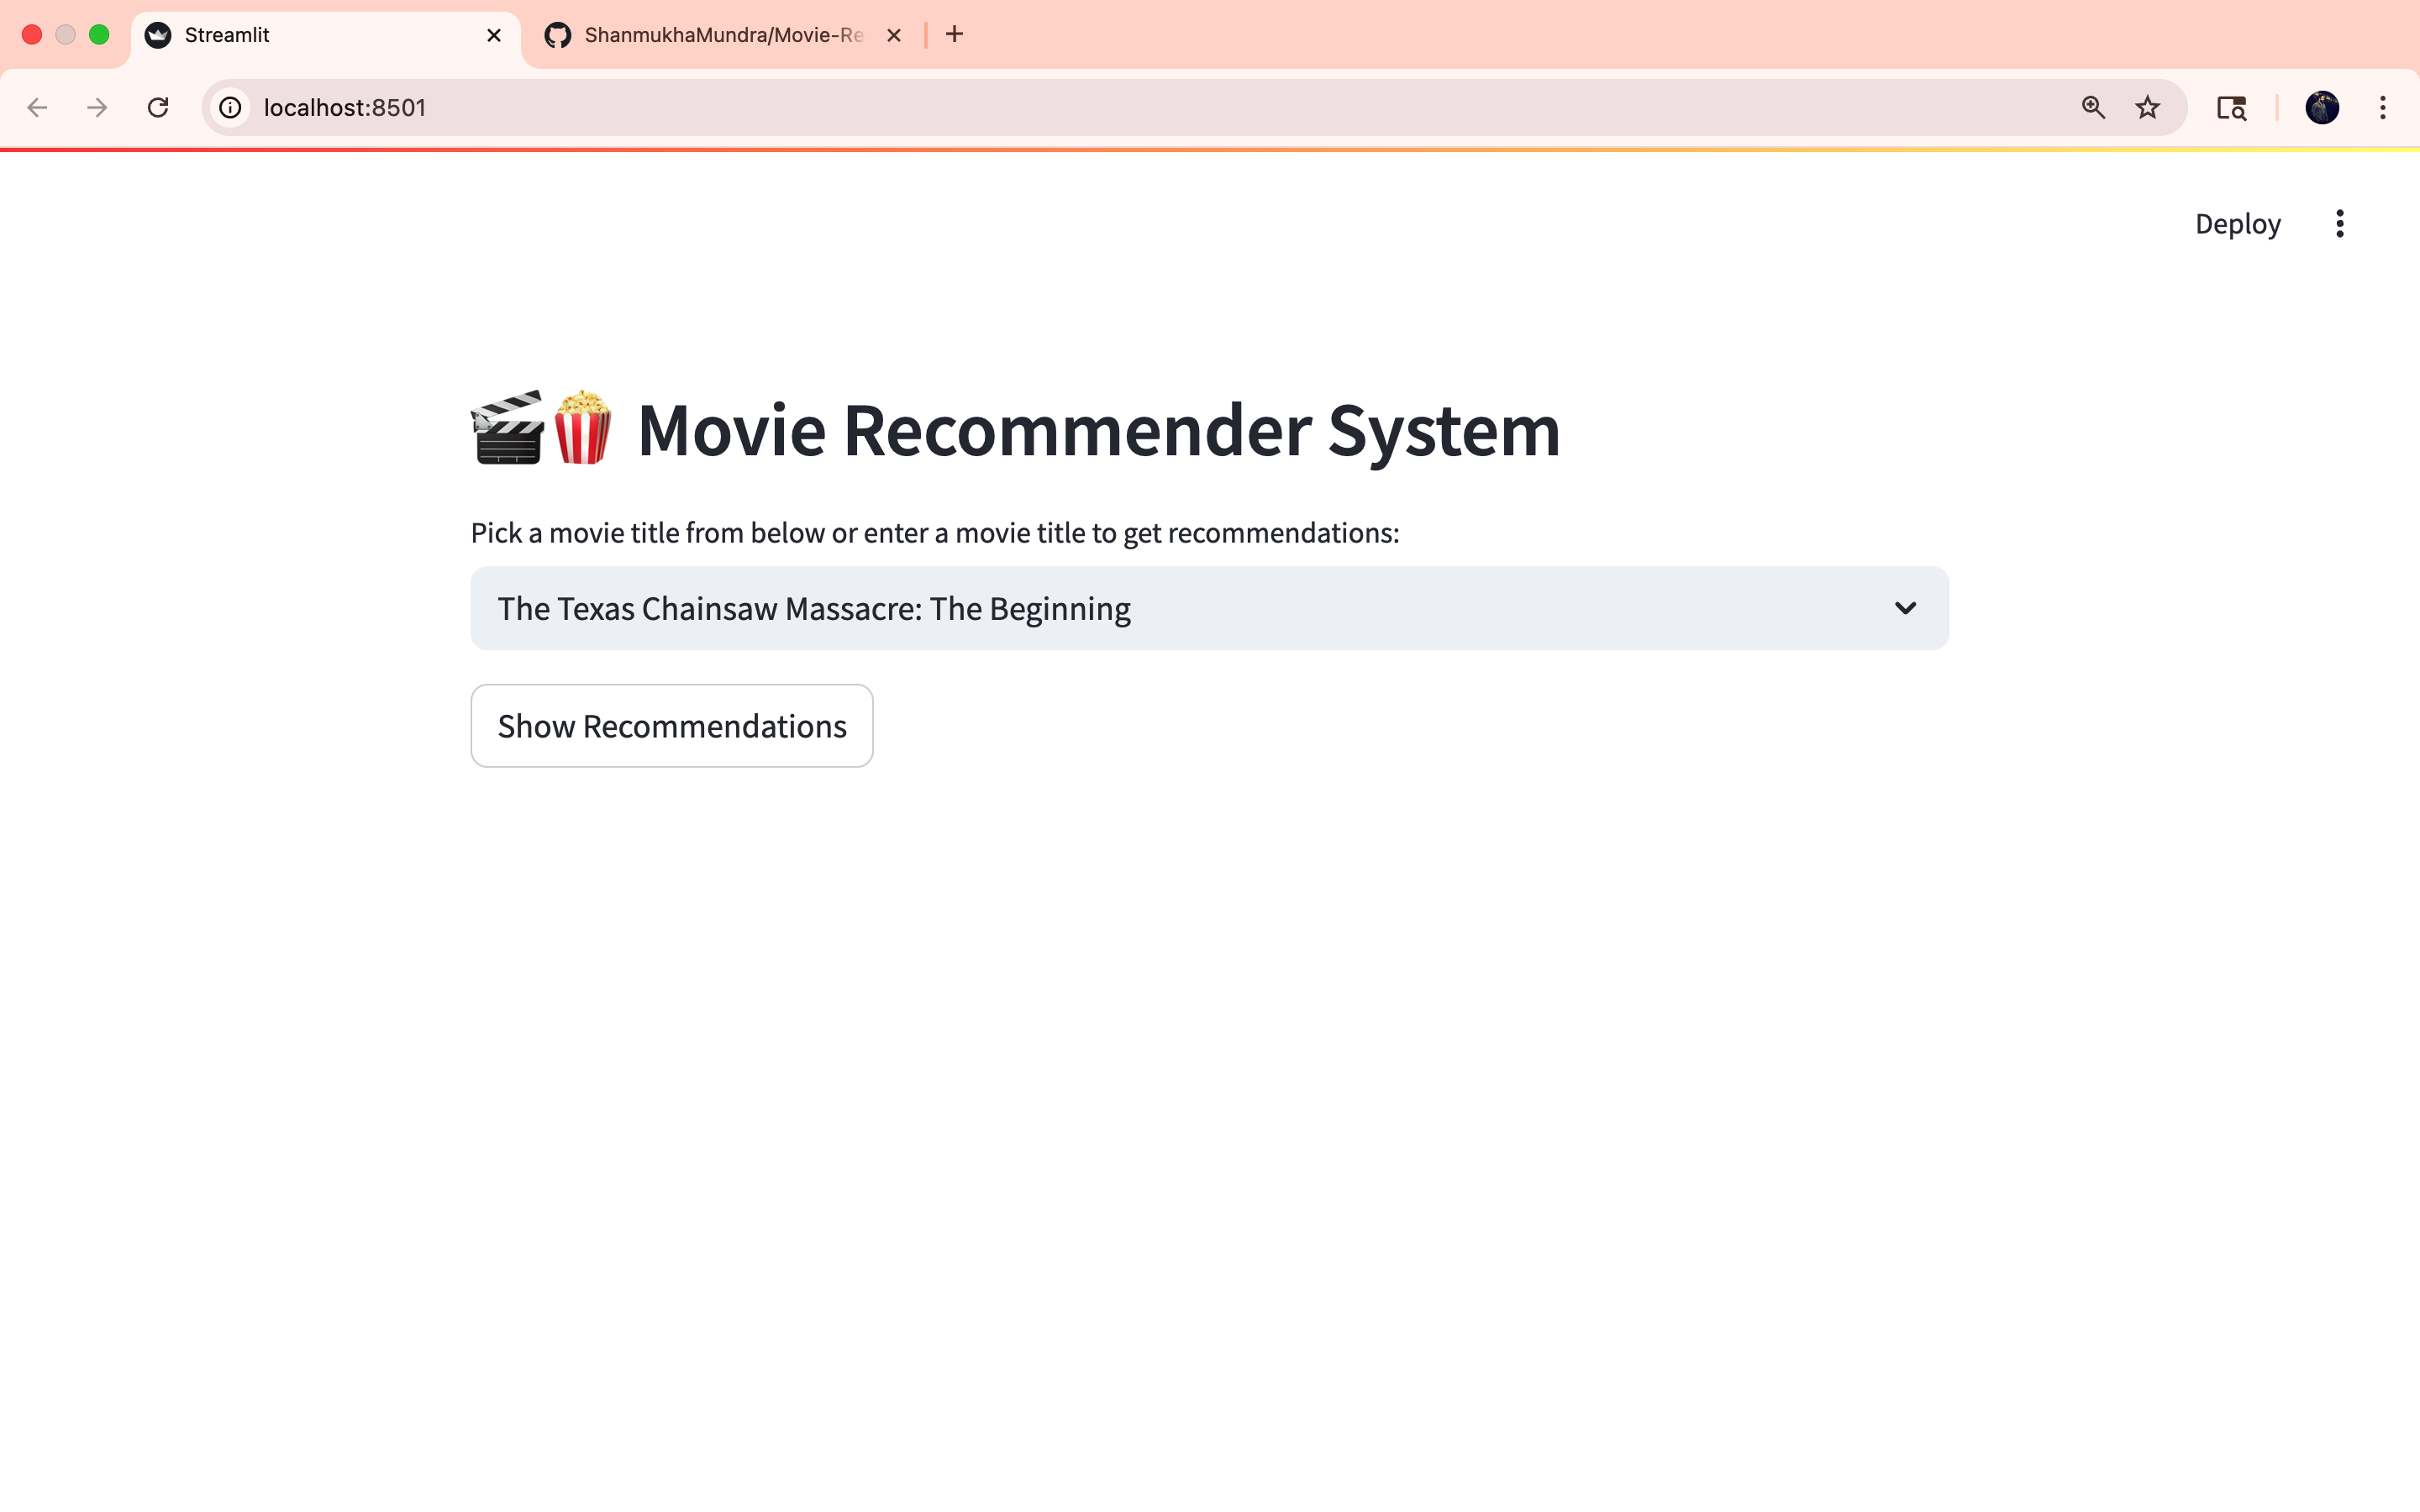 Streamlit
ShanmukhaMundra/Movie-Re
localhost:8501
Deploy
🎬🍿 Movie Recommender System
Pick a movie title from below or enter a movie title to get recommendations:
The Texas Chainsaw Massacre: The Beginning
Show Recommendations